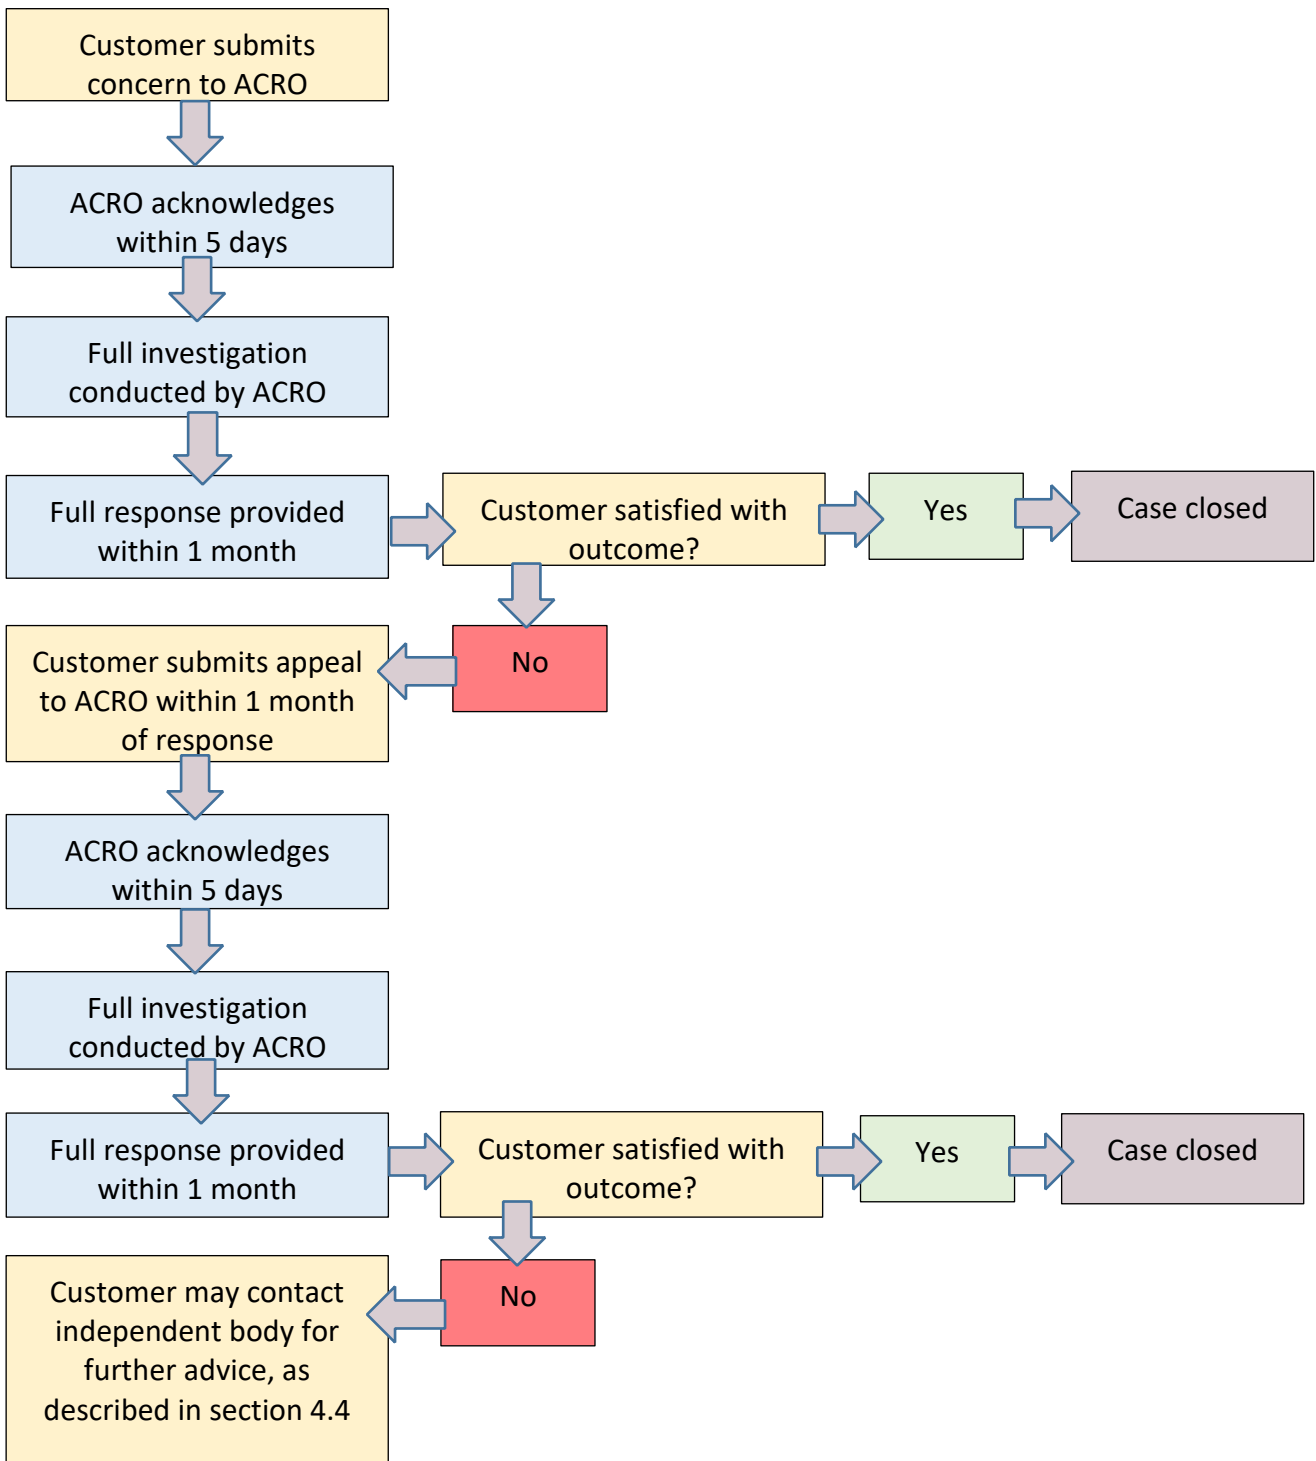 Customer submits
concern to ACRO
ACRO acknowledges
within 5 days
Full investigation
conducted by ACRO
Full response provided
within 1 month
Customer satisfied with
outcome?
Yes
Case closed
No
Customer submits appeal
to ACRO within 1 month
of response
ACRO acknowledges
within 5 days
Full investigation
conducted by ACRO
Full response provided
within 1 month
Customer satisfied with
outcome?
Yes
Case closed
No
Customer may contact
independent body for
further advice, as
described in section 4.4